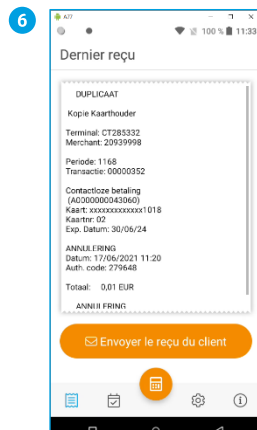 6
A77
100 % 11:33
Dernier reçu
DUPLICAAT
Kopie Kaarthouder
Terminal: CT285332
Merchant: 20939998
Periode: 1168
Transactie: 00000352
Contactloze betaling
(A0000000043060)
Kaart: xxxxxxxxxxxxx1018
Kaartnr: 02
Exp. Datum: 30/06/24
ANNULERING
Datum: 17/06/2021 11:20
Auth. code: 279648
Totaal: 0,01 EUR
ANNULERING
Envoyer le reçu du client